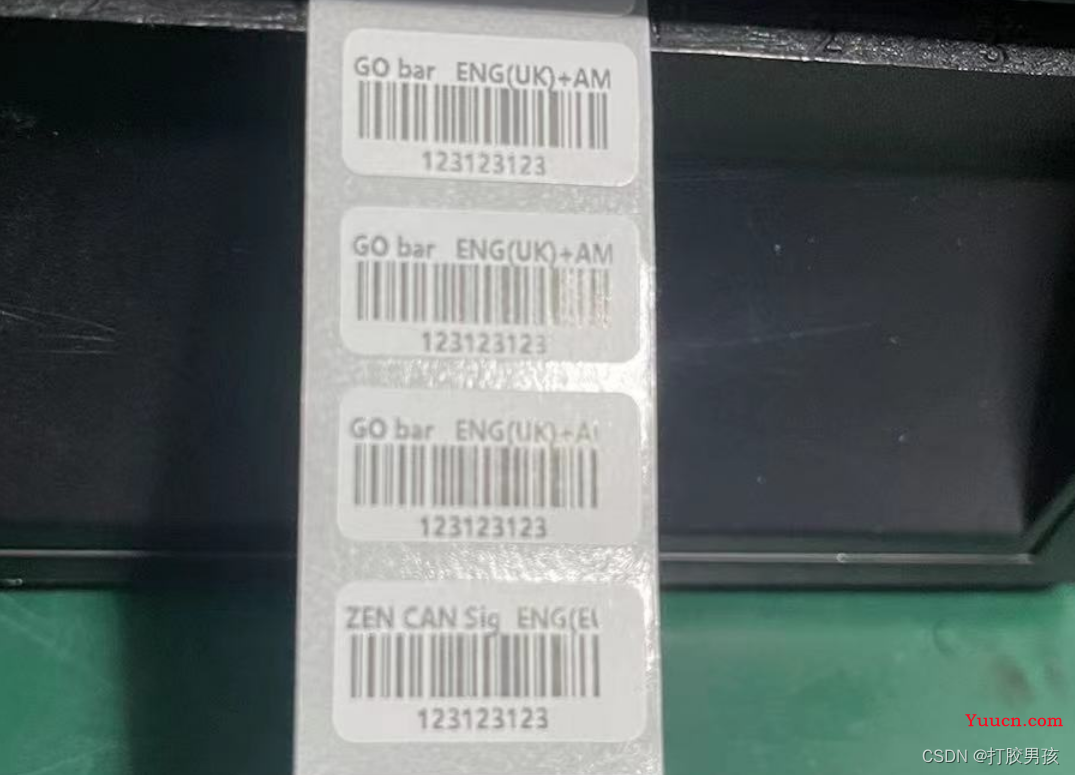 GO bar ENG(UK)+AM
123123123
GO bar ENG(UK)+AM
123123123
GO bar ENG(UK)+A
123123123
ZEN CAN Sig ENG(E
123123123
Yuucn.com
CSDN @打胶男孩